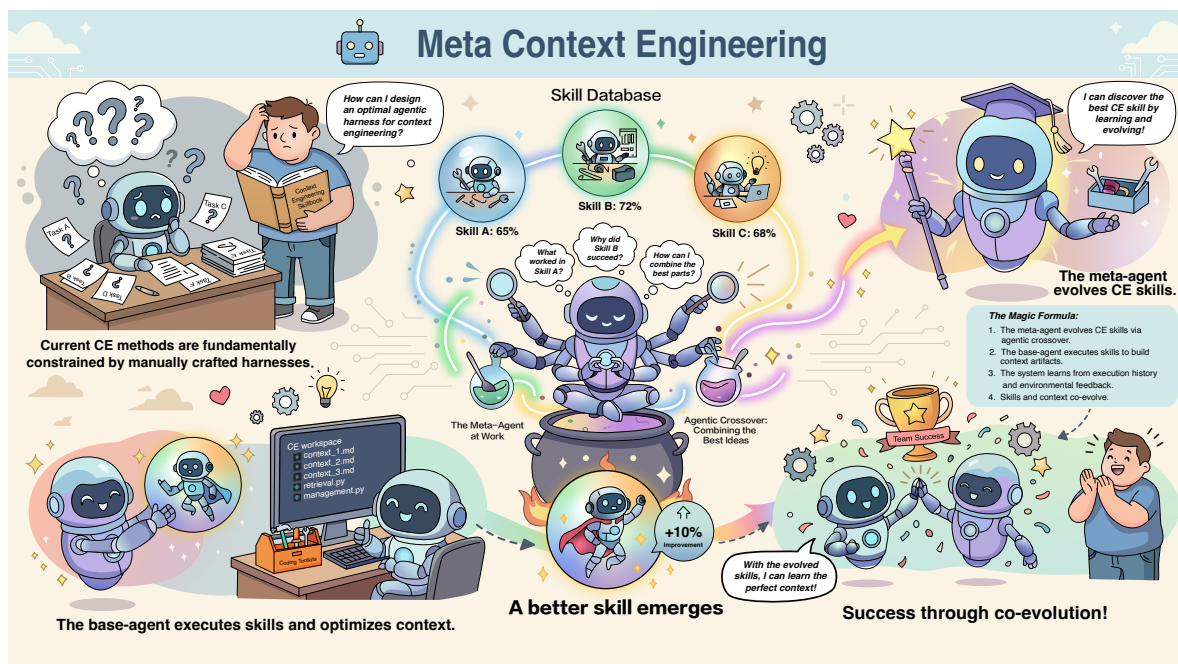 Meta Context Engineering
How can I design
an optimal agentic
harness for context
engineering?
Context
Engineering
Skillbook
Task A
Task C
Task B
Task D
Task F
Task E
Current CE methods are fundamentally
constrained by manually crafted harnesses.
Skill Database
Skill A: 65%
Skill B: 72%
Skill C: 68%
What
worked in
Skill A?
Why did
Skill B
succeed?
How can I
combine the
best parts?
The Meta-Agent
at Work
Agentic Crossover:
Combining the
Best Ideas
I can discover the
best CE skill by
learning and
evolving!
The meta-agent
evolves CE skills.
The Magic Formula:
1. The meta-agent evolves CE skills via
agentic crossover.
2. The base-agent executes skills to build
context artifacts.
3. The system learns from execution history
and environmental feedback.
4. Skills and context co-evolve.
CE workspace
context_1.md
context_2.md
context_3.md
retrieval.py
management.py
Coding Toolkits
The base-agent executes skills and optimizes context.
+10%
Improvement
A better skill emerges
Team Success
With the evolved
skills, I can learn the
perfect context!
Success through co-evolution!